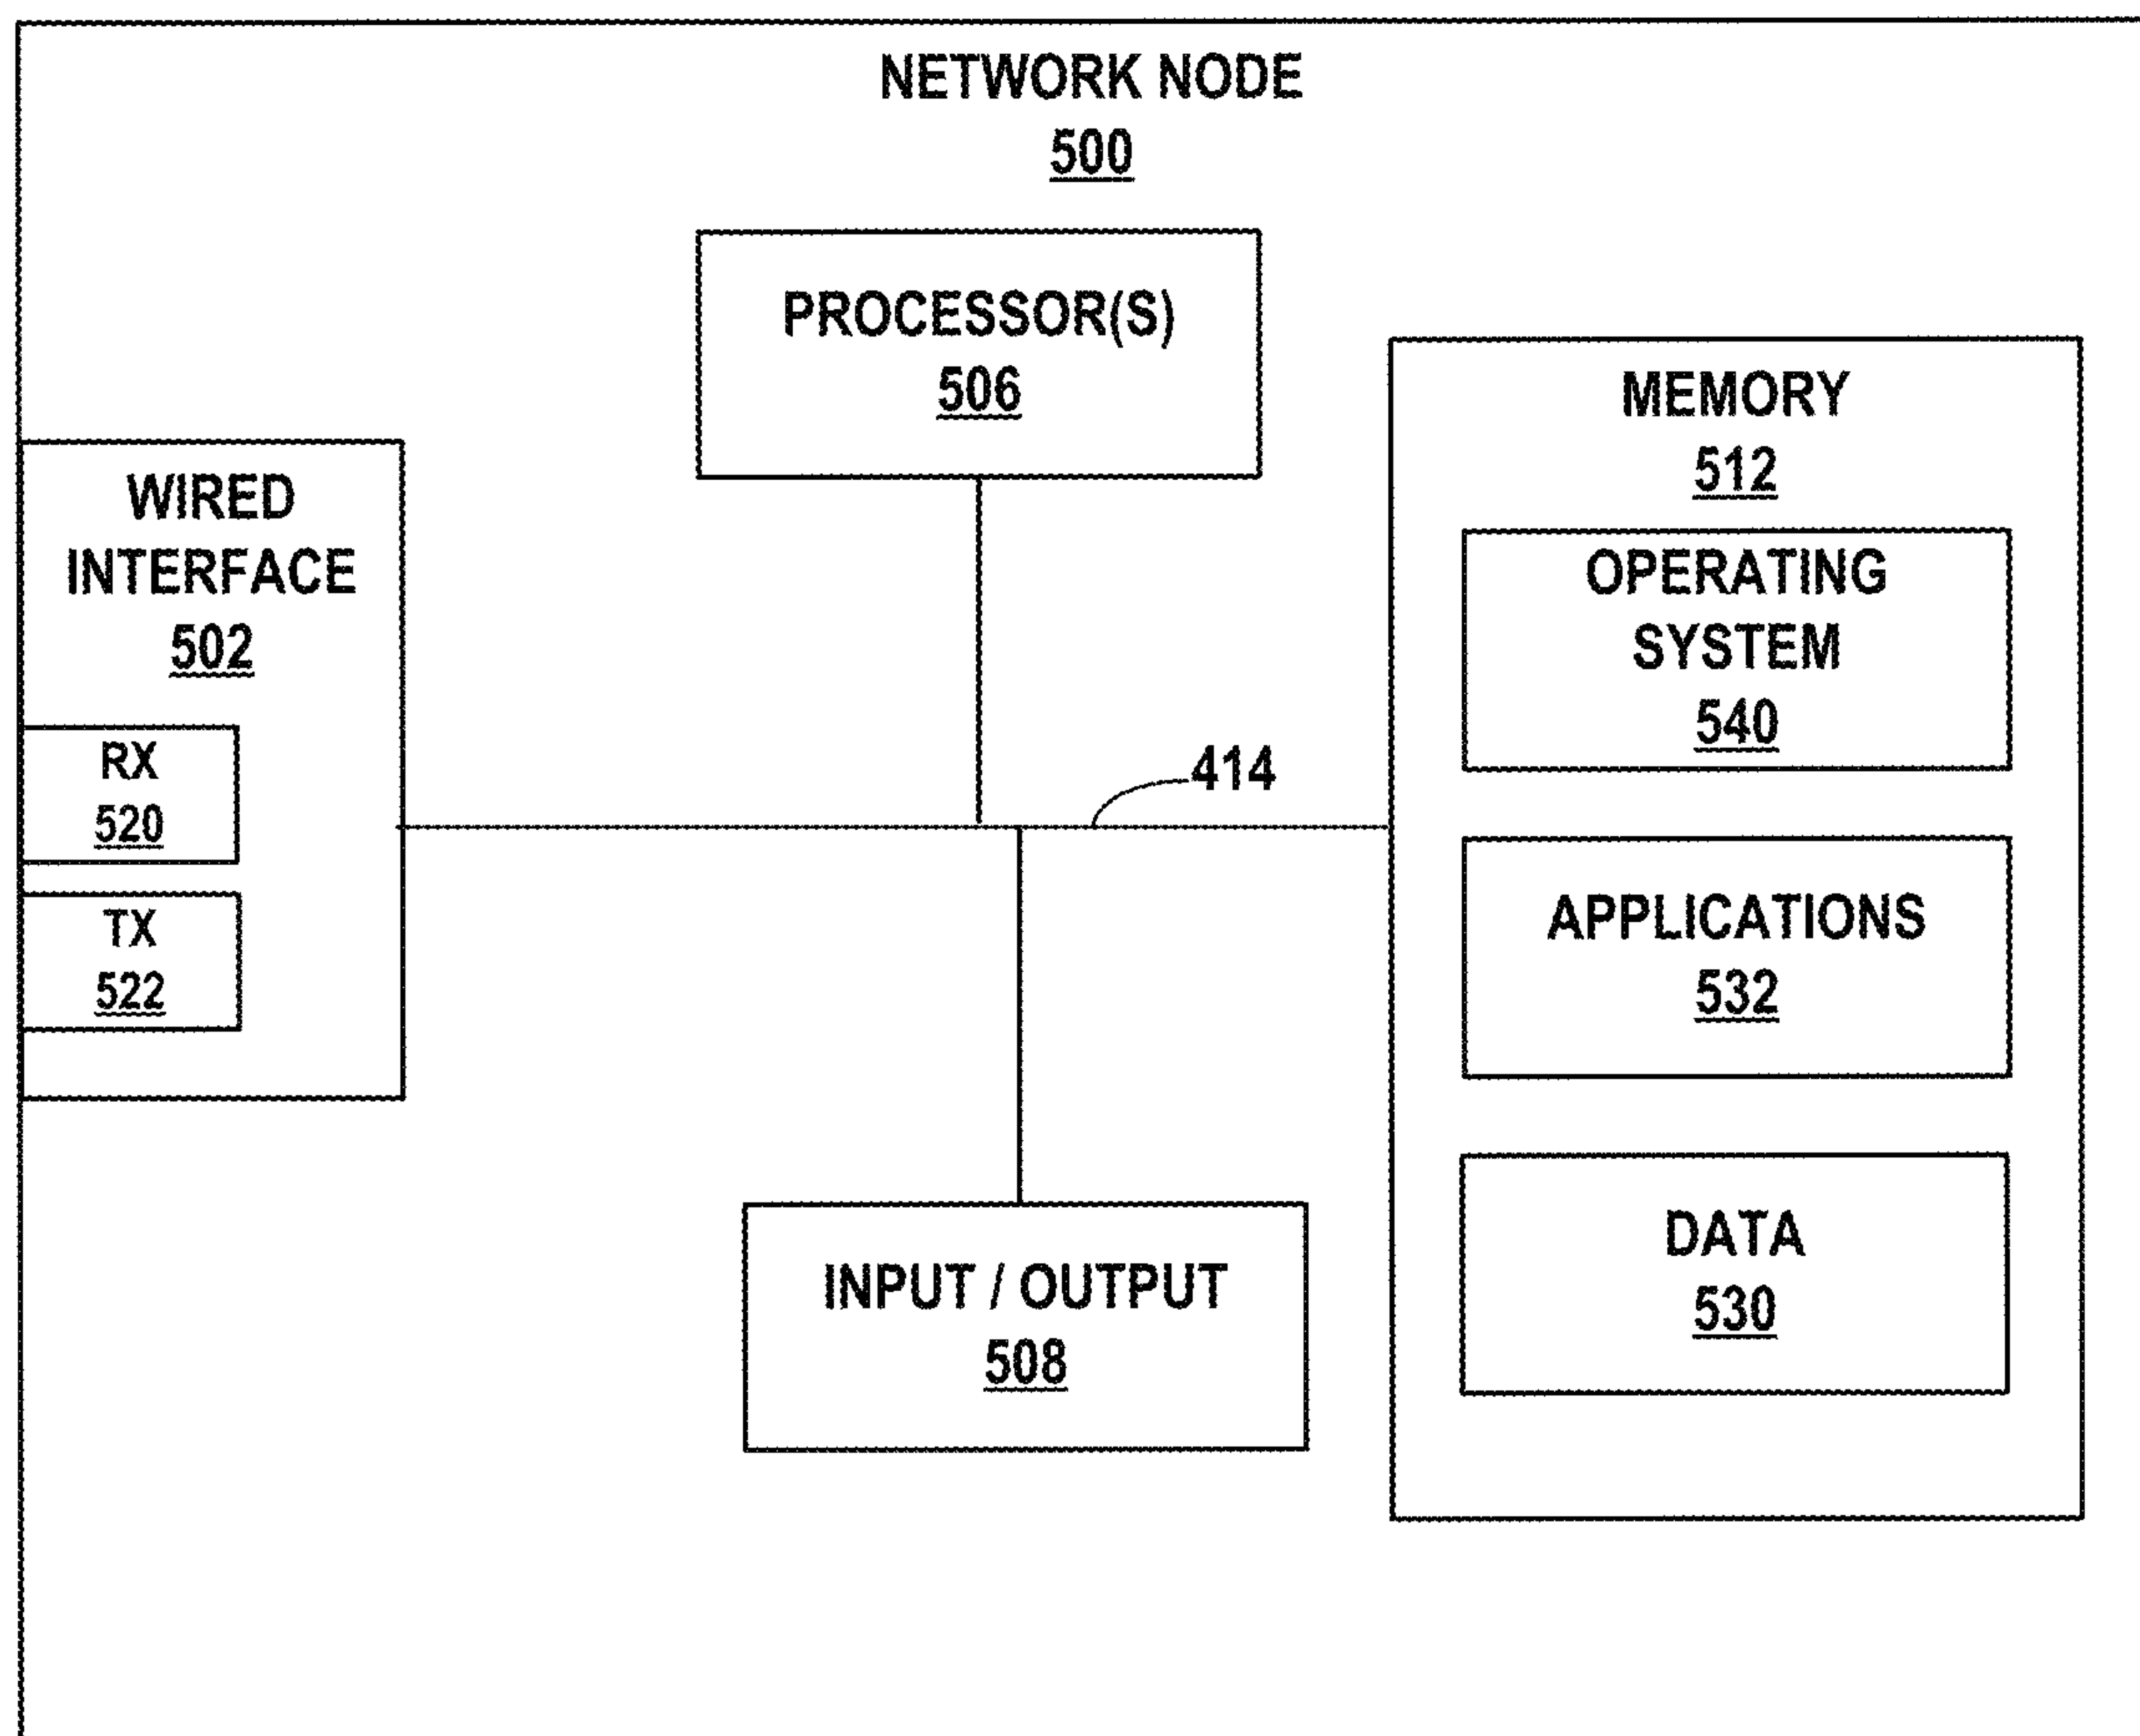 NETWORK NODE
500
PROCESSOR(S)
506
WIRED
INTERFACE
502
RX
520
TX
522
414
INPUT / OUTPUT
508
MEMORY
512
OPERATING
SYSTEM
540
APPLICATIONS
532
DATA
530